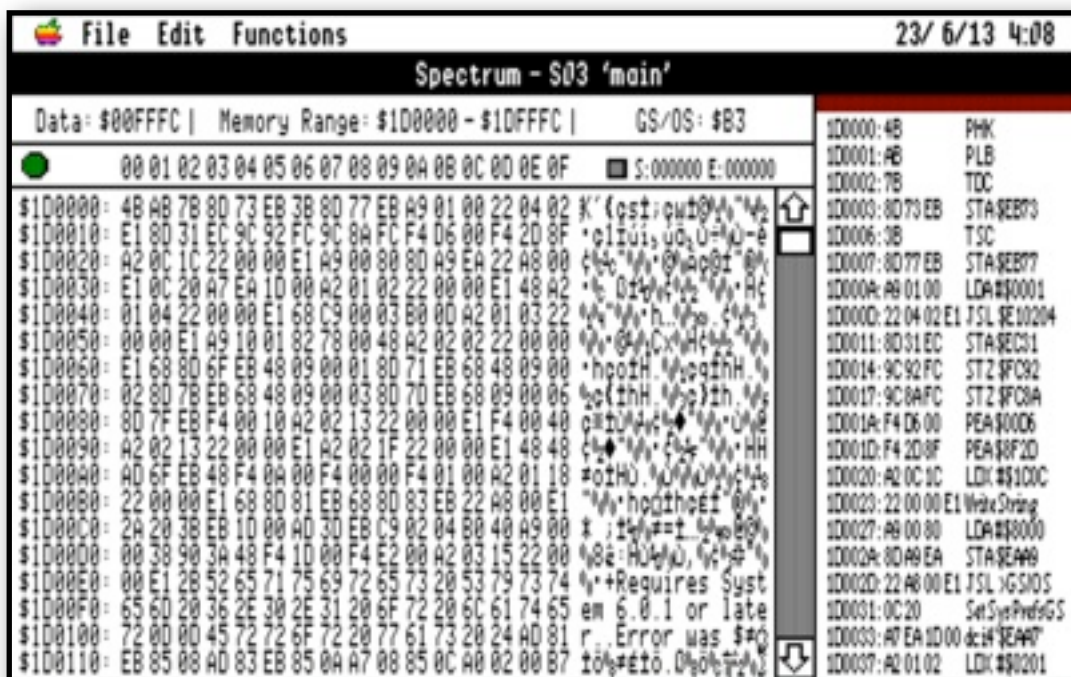 File Edit Functions 23/ 6/13 4:08
Spectrum – S03 ‘main’
Data: $00FFFC | Memory Range: $1D0000 – $1DFFFC | GS/OS: $B3
00 01 02 03 04 05 06 07 08 09 0A 0B 0C 0D 0E 0F S:000000 E:000000
$1D0000: 4B AB 7B 8D 73 EB 3B 8D 77 EB A9 01 00 22 04 02
$1D0010: E1 8D 31 EC 9C 92 FC 9C 8A FC F4 D6 00 F4 2D 8F
$1D0020: A2 0C 1C 22 00 00 E1 A9 00 80 8D A9 EA 22 A8 00
$1D0030: E1 0C 20 A7 EA 1D 00 A2 01 02 22 00 00 E1 48 A2
$1D0040: 01 04 22 00 00 E1 68 C9 00 03 B0 0D A2 01 03 22
$1D0050: 00 00 E1 A9 10 01 82 78 00 48 A2 02 02 22 00 00
$1D0060: E1 68 8D 6F EB 48 09 00 01 8D 71 EB 68 48 09 00
$1D0070: 02 8D 7B EB 68 48 09 00 03 8D 7D EB 68 09 00 06
$1D0080: 8D 7F EB F4 00 10 A2 02 13 22 00 00 E1 F4 00 40
$1D0090: A2 02 13 22 00 00 E1 A2 02 1F 22 00 00 E1 48 48
$1D00A0: AD 6F EB 48 F4 0A 00 F4 00 00 F4 01 00 A2 01 18
$1D00B0: 22 00 00 E1 68 8D 81 EB 68 8D 83 EB 22 A8 00 E1
$1D00C0: 2A 20 3B EB 1D 00 AD 3D EB C9 02 04 B0 40 A9 00
$1D00D0: 00 38 90 3A 48 F4 1D 00 F4 E2 00 A2 03 15 22 00
$1D00E0: 00 E1 2B 52 65 71 75 69 72 65 73 20 53 79 73 74 +Requires Syst
$1D00F0: 65 6D 20 36 2E 30 2E 31 20 6F 72 20 6C 61 74 65 em 6.0.1 or late
$1D0100: 72 0D 0D 45 72 72 6F 72 20 77 61 73 20 24 AD 81 r..Error was $
$1D0110: EB 85 08 AD 83 EB 85 0A A7 08 85 0C A0 02 00 B7
1D0000:4B PHK
1D0001:AB PLB
1D0002:7B TDC
1D0003:8D 73 EB STA $EB73
1D0006:3B TSC
1D0007:8D 77 EB STA $EB77
1D000A:A9 01 00 LDA #$0001
1D000D:22 04 02 E1 JSL $E10204
1D0011:8D 31 EC STA $EC31
1D0014:9C 92 FC STZ $FC92
1D0017:9C 8A FC STZ $FC8A
1D001A:F4 D6 00 PEA $00D6
1D001D:F4 2D 8F PEA $8F2D
1D0020:A2 0C 1C LDX #$1C0C
1D0023:22 00 00 E1 WriteString
1D0027:A9 00 80 LDA #$8000
1D002A:8D A9 EA STA $EAA9
1D002D:22 A8 00 E1 JSL >GS/OS
1D0031:0C20 SetSysPrefsGS
1D0033:A7 EA 1D 00 dci4'$EAA7'
1D0037:A2 01 02 LDX #$0201